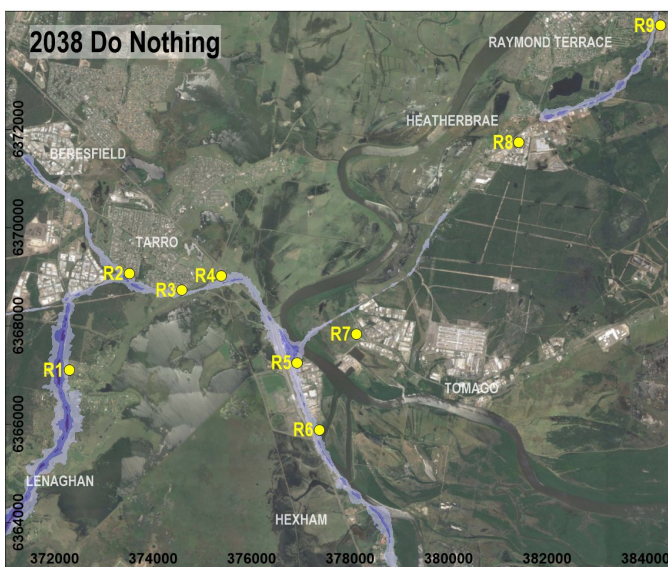 2038 Do Nothing
R9
RAYMOND TERRACE
HEATHERBRAE
6372000
R8
BERESFIELD
6370000
TARRO
R2
R4
R3
6368000
R7
R5
R1
TOMAGO
6366000
R6
LENAGHAN
6364000
HEXHAM
372000 374000 376000 378000 380000 382000 384000